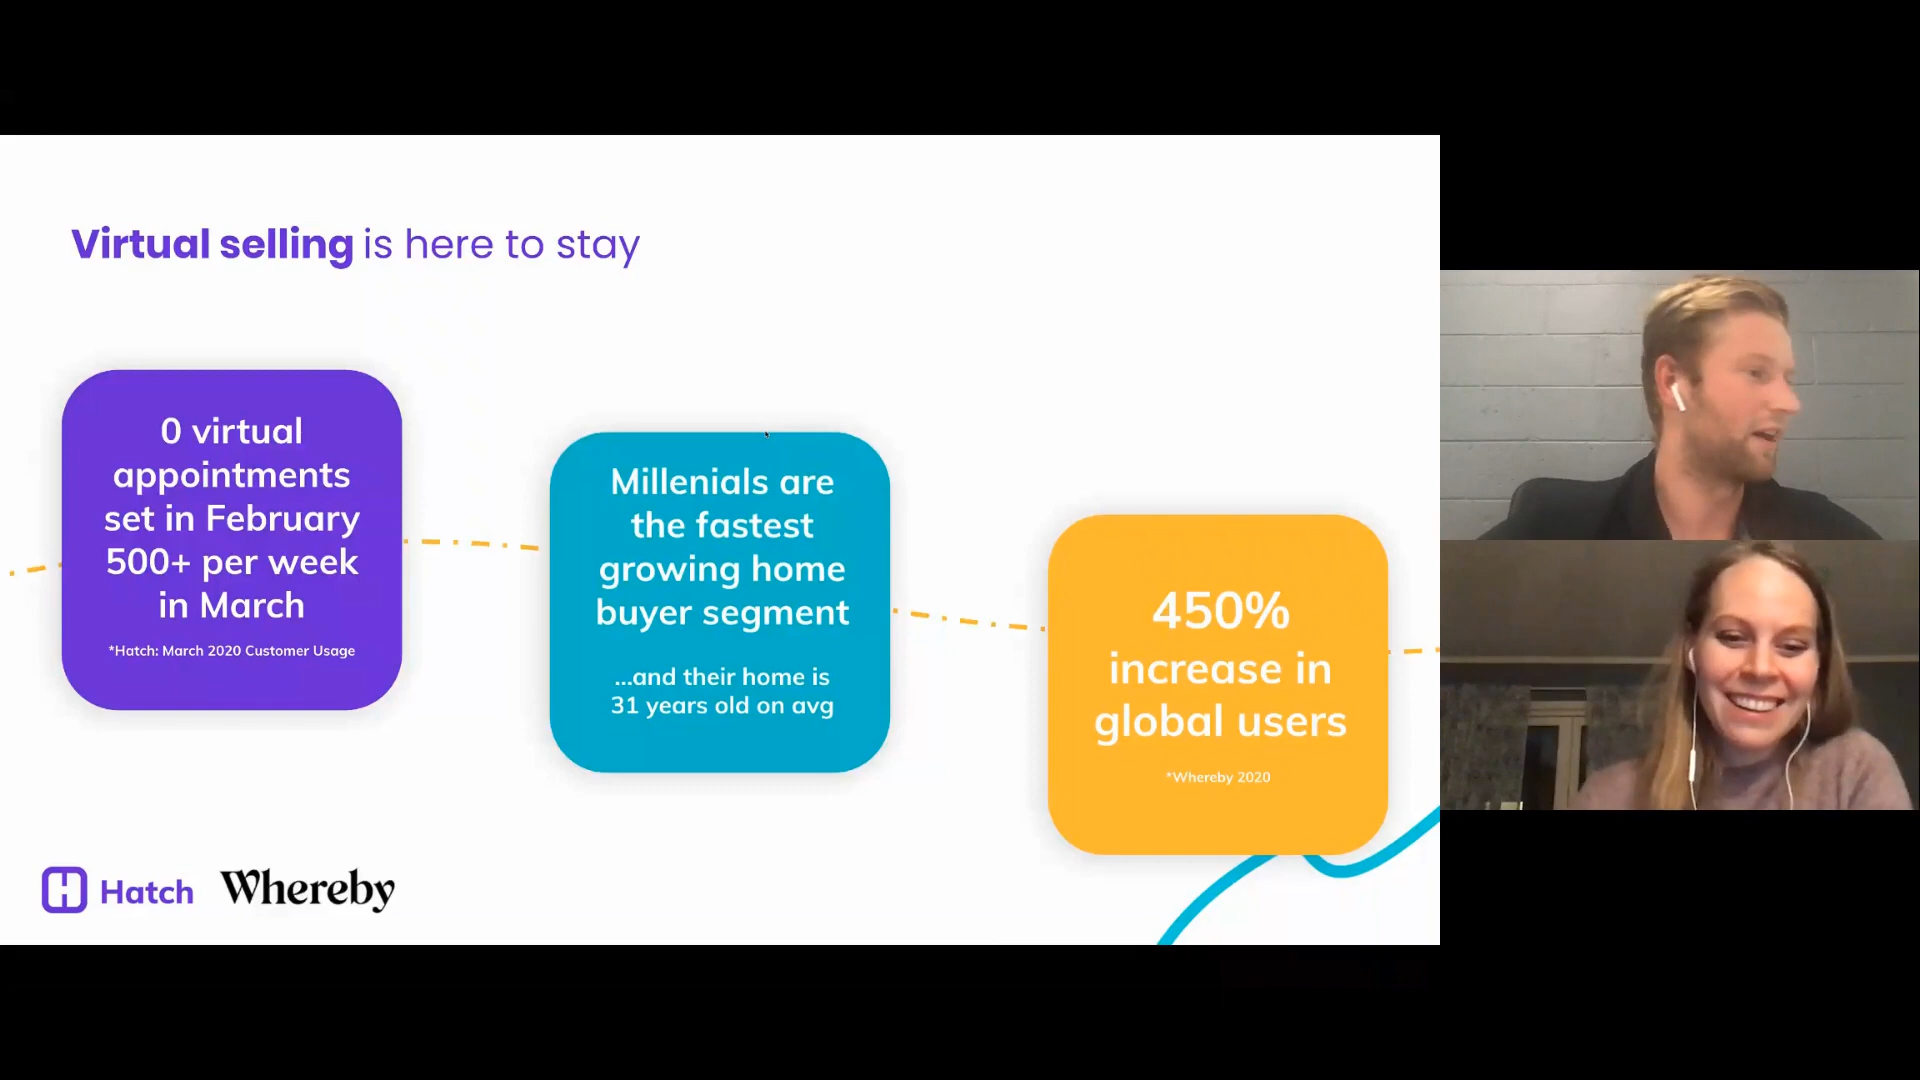 Virtual selling is here to stay
0 virtual
appointments
set in February
500+ per week
in March
*Hatch: March 2020 Customer Usage
Millenials are
the fastest
growing home
buyer segment
...and their home is
31 years old on avg
450%
increase in
global users
*Whereby 2020
Hatch
Whereby